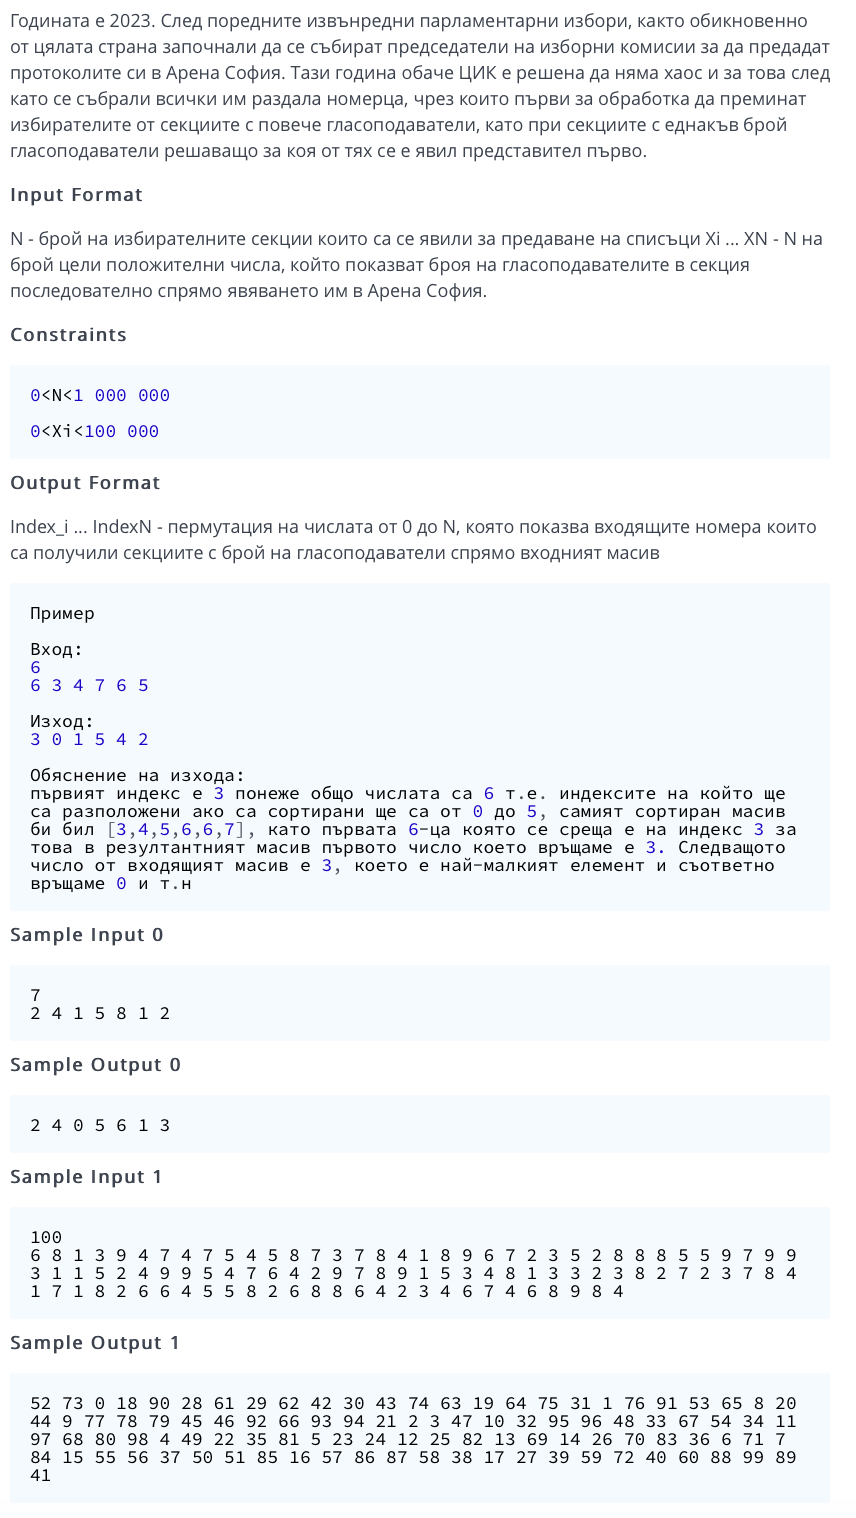 Годината е 2023. След поредните извънредни парламентарни избори, както обикновенно
от цялата страна започнали да се събират председатели на изборни комисии за да предадат
протоколите си в Арена София. Тази година обаче ЦИК е решена да няма хаос и за това след
като се събрали всички им раздала номерца, чрез които първи за обработка да преминат
избирателите от секциите с повече гласоподаватели, като при секциите с еднакъв брой
гласоподаватели решаващо за коя от тях се е явил представител първо.
Input Format
N - брой на избирателните секции които са се явили за предаване на списъци Xi ... XN - N на
брой цели положителни числа, който показват броя на гласоподавателите в секция
последователно спрямо явяването им в Арена София.
Constraints
0<N<1 000 000
0<Xi<100 000
Output Format
Index_i ... IndexN - пермутация на числата от 0 до N, която показва входящите номера които
са получили секциите с брой на гласоподаватели спрямо входният масив
Пример
Вход:
6
6 3 4 7 6 5
Изход:
3 0 1 5 4 2
Обяснение на изхода:
първият индекс е 3 понеже общо числата са 6 т.е. индексите на който ще
са разположени ако са сортирани ще са от 0 до 5, самият сортиран масив
би бил [3,4,5,6,6,7], като първата 6-ца която се среща е на индекс 3 за
това в резултантният масив първото число което връщаме е 3. Следващото
число от входящият масив е 3, което е най-малкият елемент и съответно
връщаме 0 и т.н
Sample Input 0
7
2 4 1 5 8 1 2
Sample Output 0
2 4 0 5 6 1 3
Sample Input 1
100
6 8 1 3 9 4 7 4 7 5 4 5 8 7 3 7 8 4 1 8 9 6 7 2 3 5 2 8 8 8 5 5 9 7 9 9
3 1 1 5 2 4 9 9 5 4 7 6 4 2 9 7 8 9 1 5 3 4 8 1 3 3 2 3 8 2 7 2 3 7 8 4
1 7 1 8 2 6 6 4 5 5 8 2 6 8 8 6 4 2 3 4 6 7 4 6 8 9 8 4
Sample Output 1
52 73 0 18 90 28 61 29 62 42 30 43 74 63 19 64 75 31 1 76 91 53 65 8 20
44 9 77 78 79 45 46 92 66 93 94 21 2 3 47 10 32 95 96 48 33 67 54 34 11
97 68 80 98 4 49 22 35 81 5 23 24 12 25 82 13 69 14 26 70 83 36 6 71 7
84 15 55 56 37 50 51 85 16 57 86 87 58 38 17 27 39 59 72 40 60 88 99 89
41